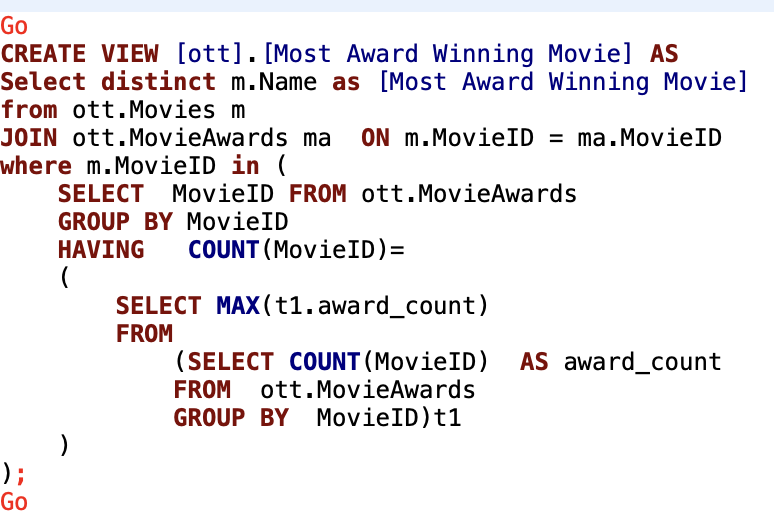 Go
CREATE VIEW [ott].[Most Award Winning Movie] AS
Select distinct m.Name as [Most Award Winning Movie]
from ott.Movies m
JOIN ott.MovieAwards ma  ON m.MovieID = ma.MovieID
where m.MovieID in (
    SELECT  MovieID FROM ott.MovieAwards
    GROUP BY MovieID
    HAVING   COUNT(MovieID)=
    (
        SELECT MAX(t1.award_count)
        FROM
            (SELECT COUNT(MovieID)  AS award_count
            FROM  ott.MovieAwards
            GROUP BY  MovieID)t1
    )
);
Go